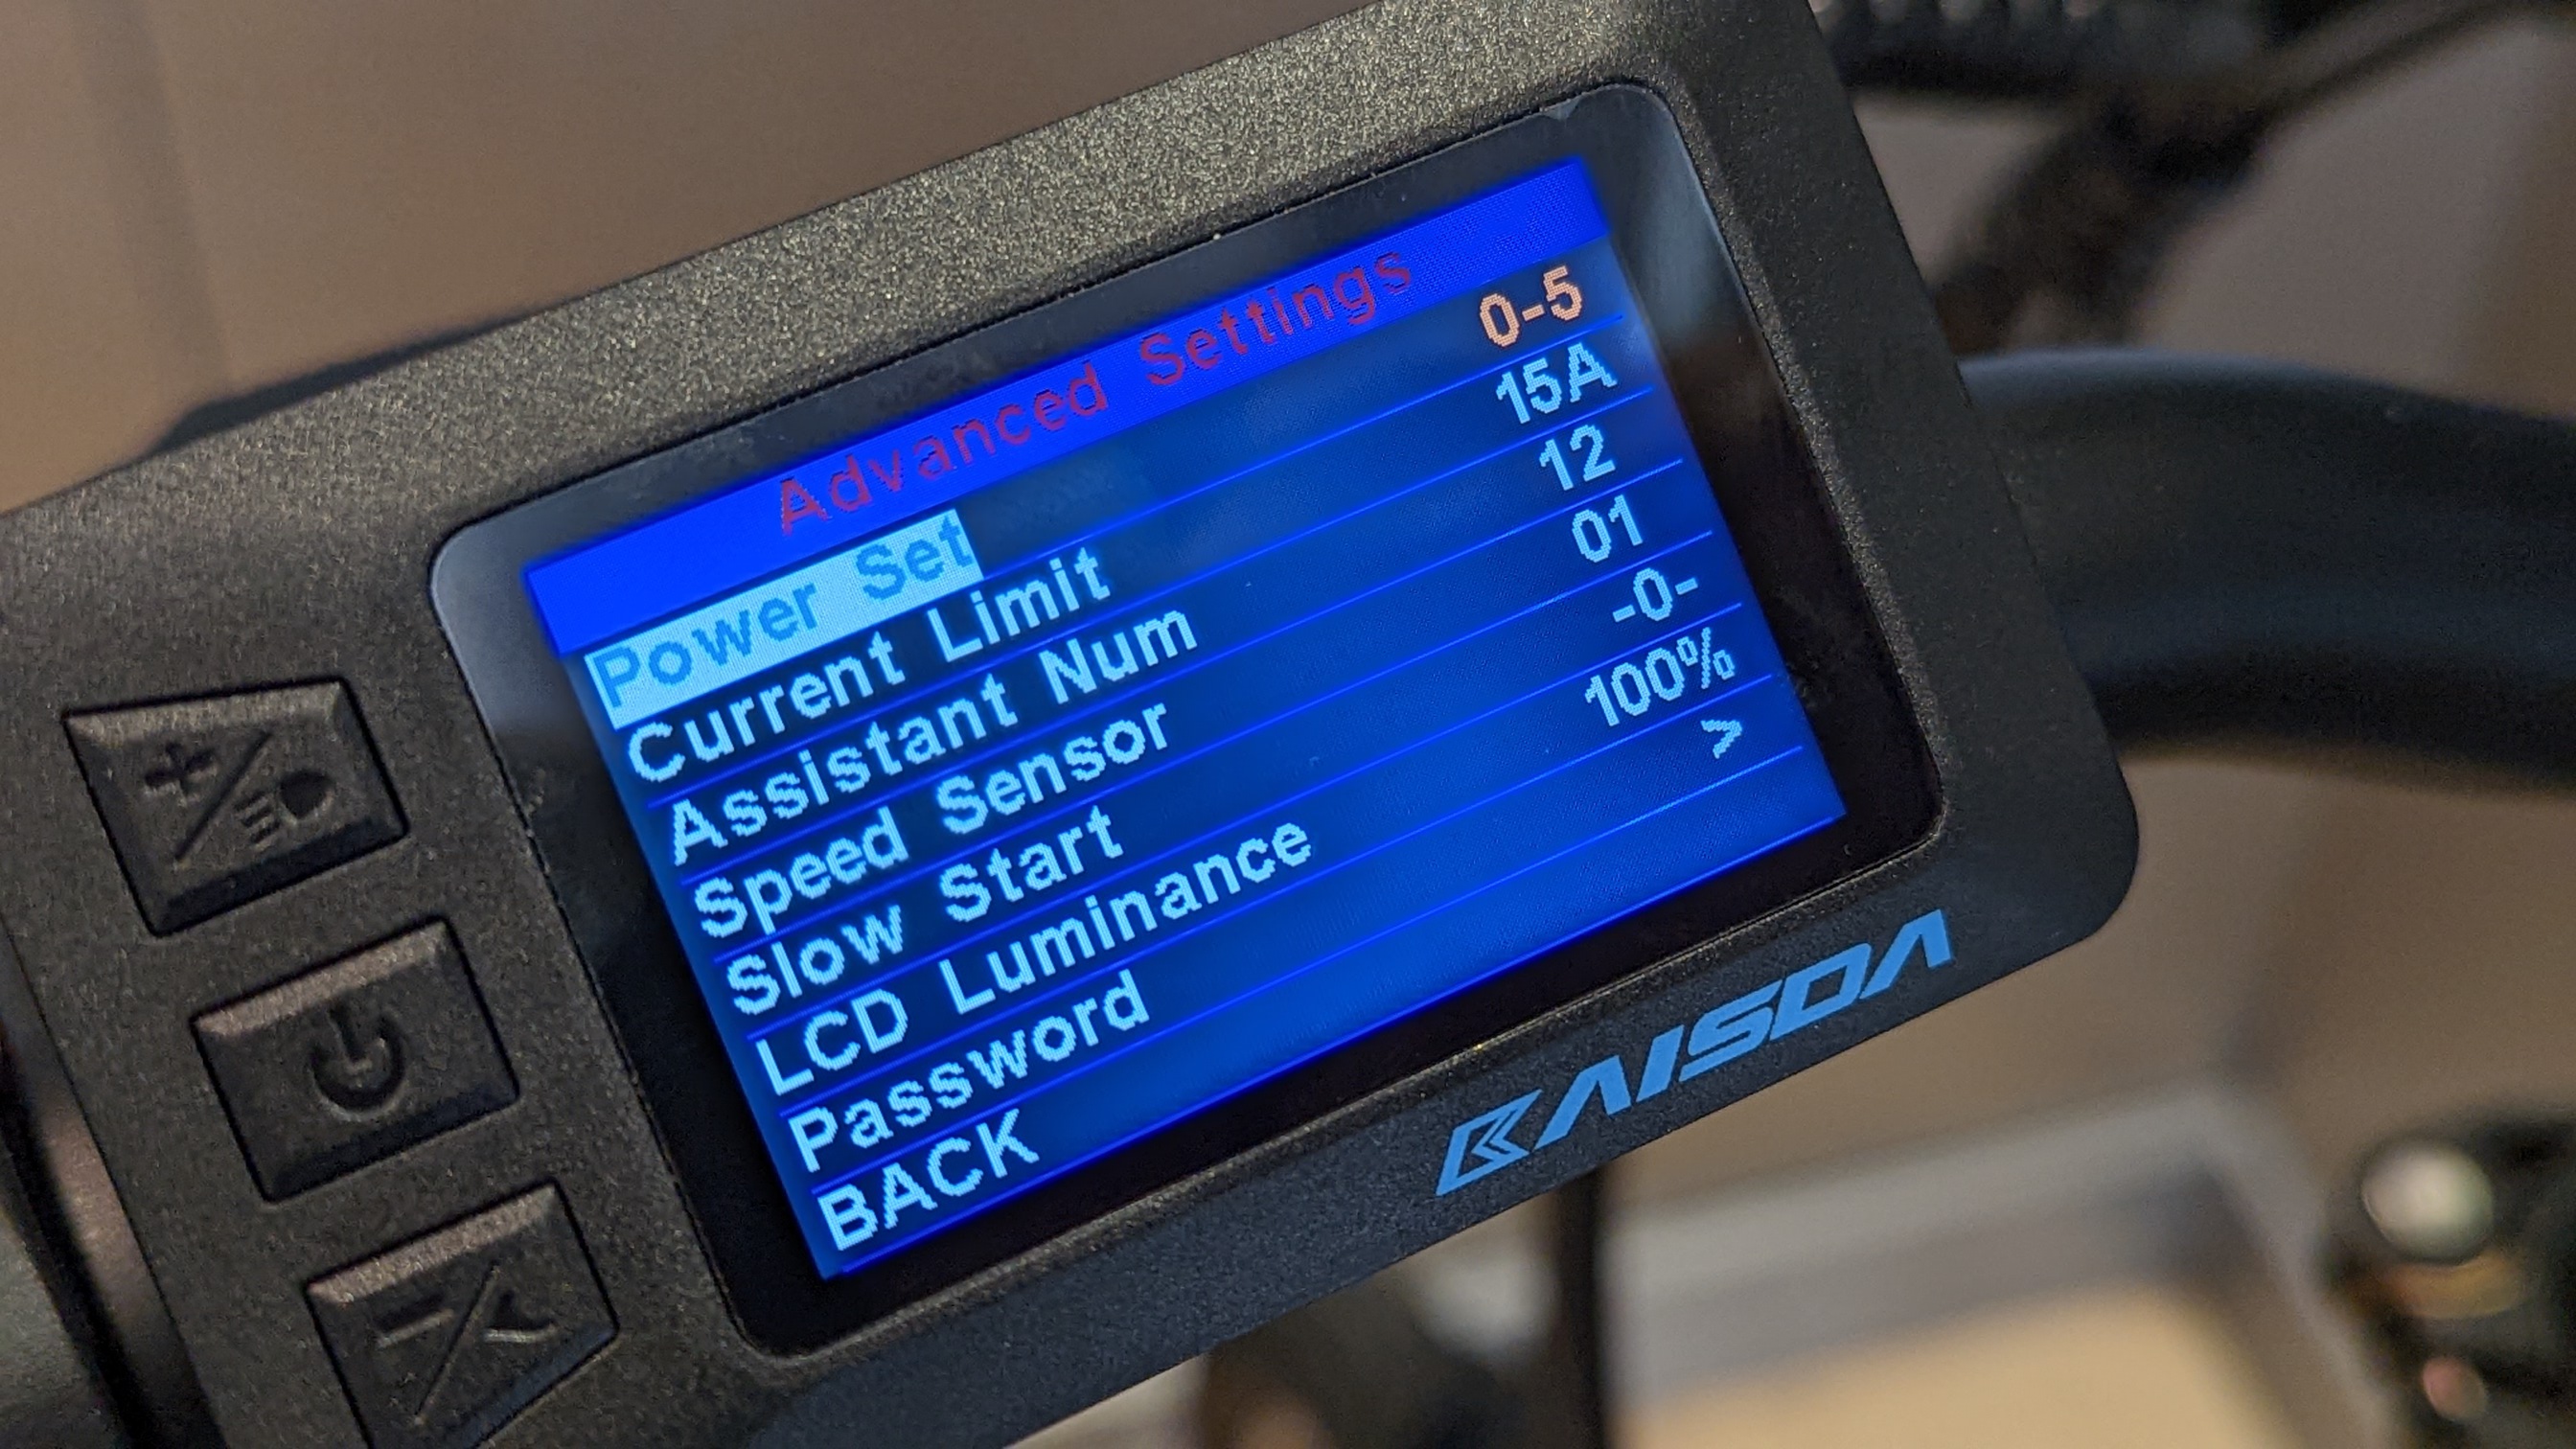 Advanced Settings
Power Set 0-5
Current Limit 15A
Assistant Num 12
Speed Sensor 01
Slow Start -0-
LCD Luminance 100%
Password >
BACK
KAISDA